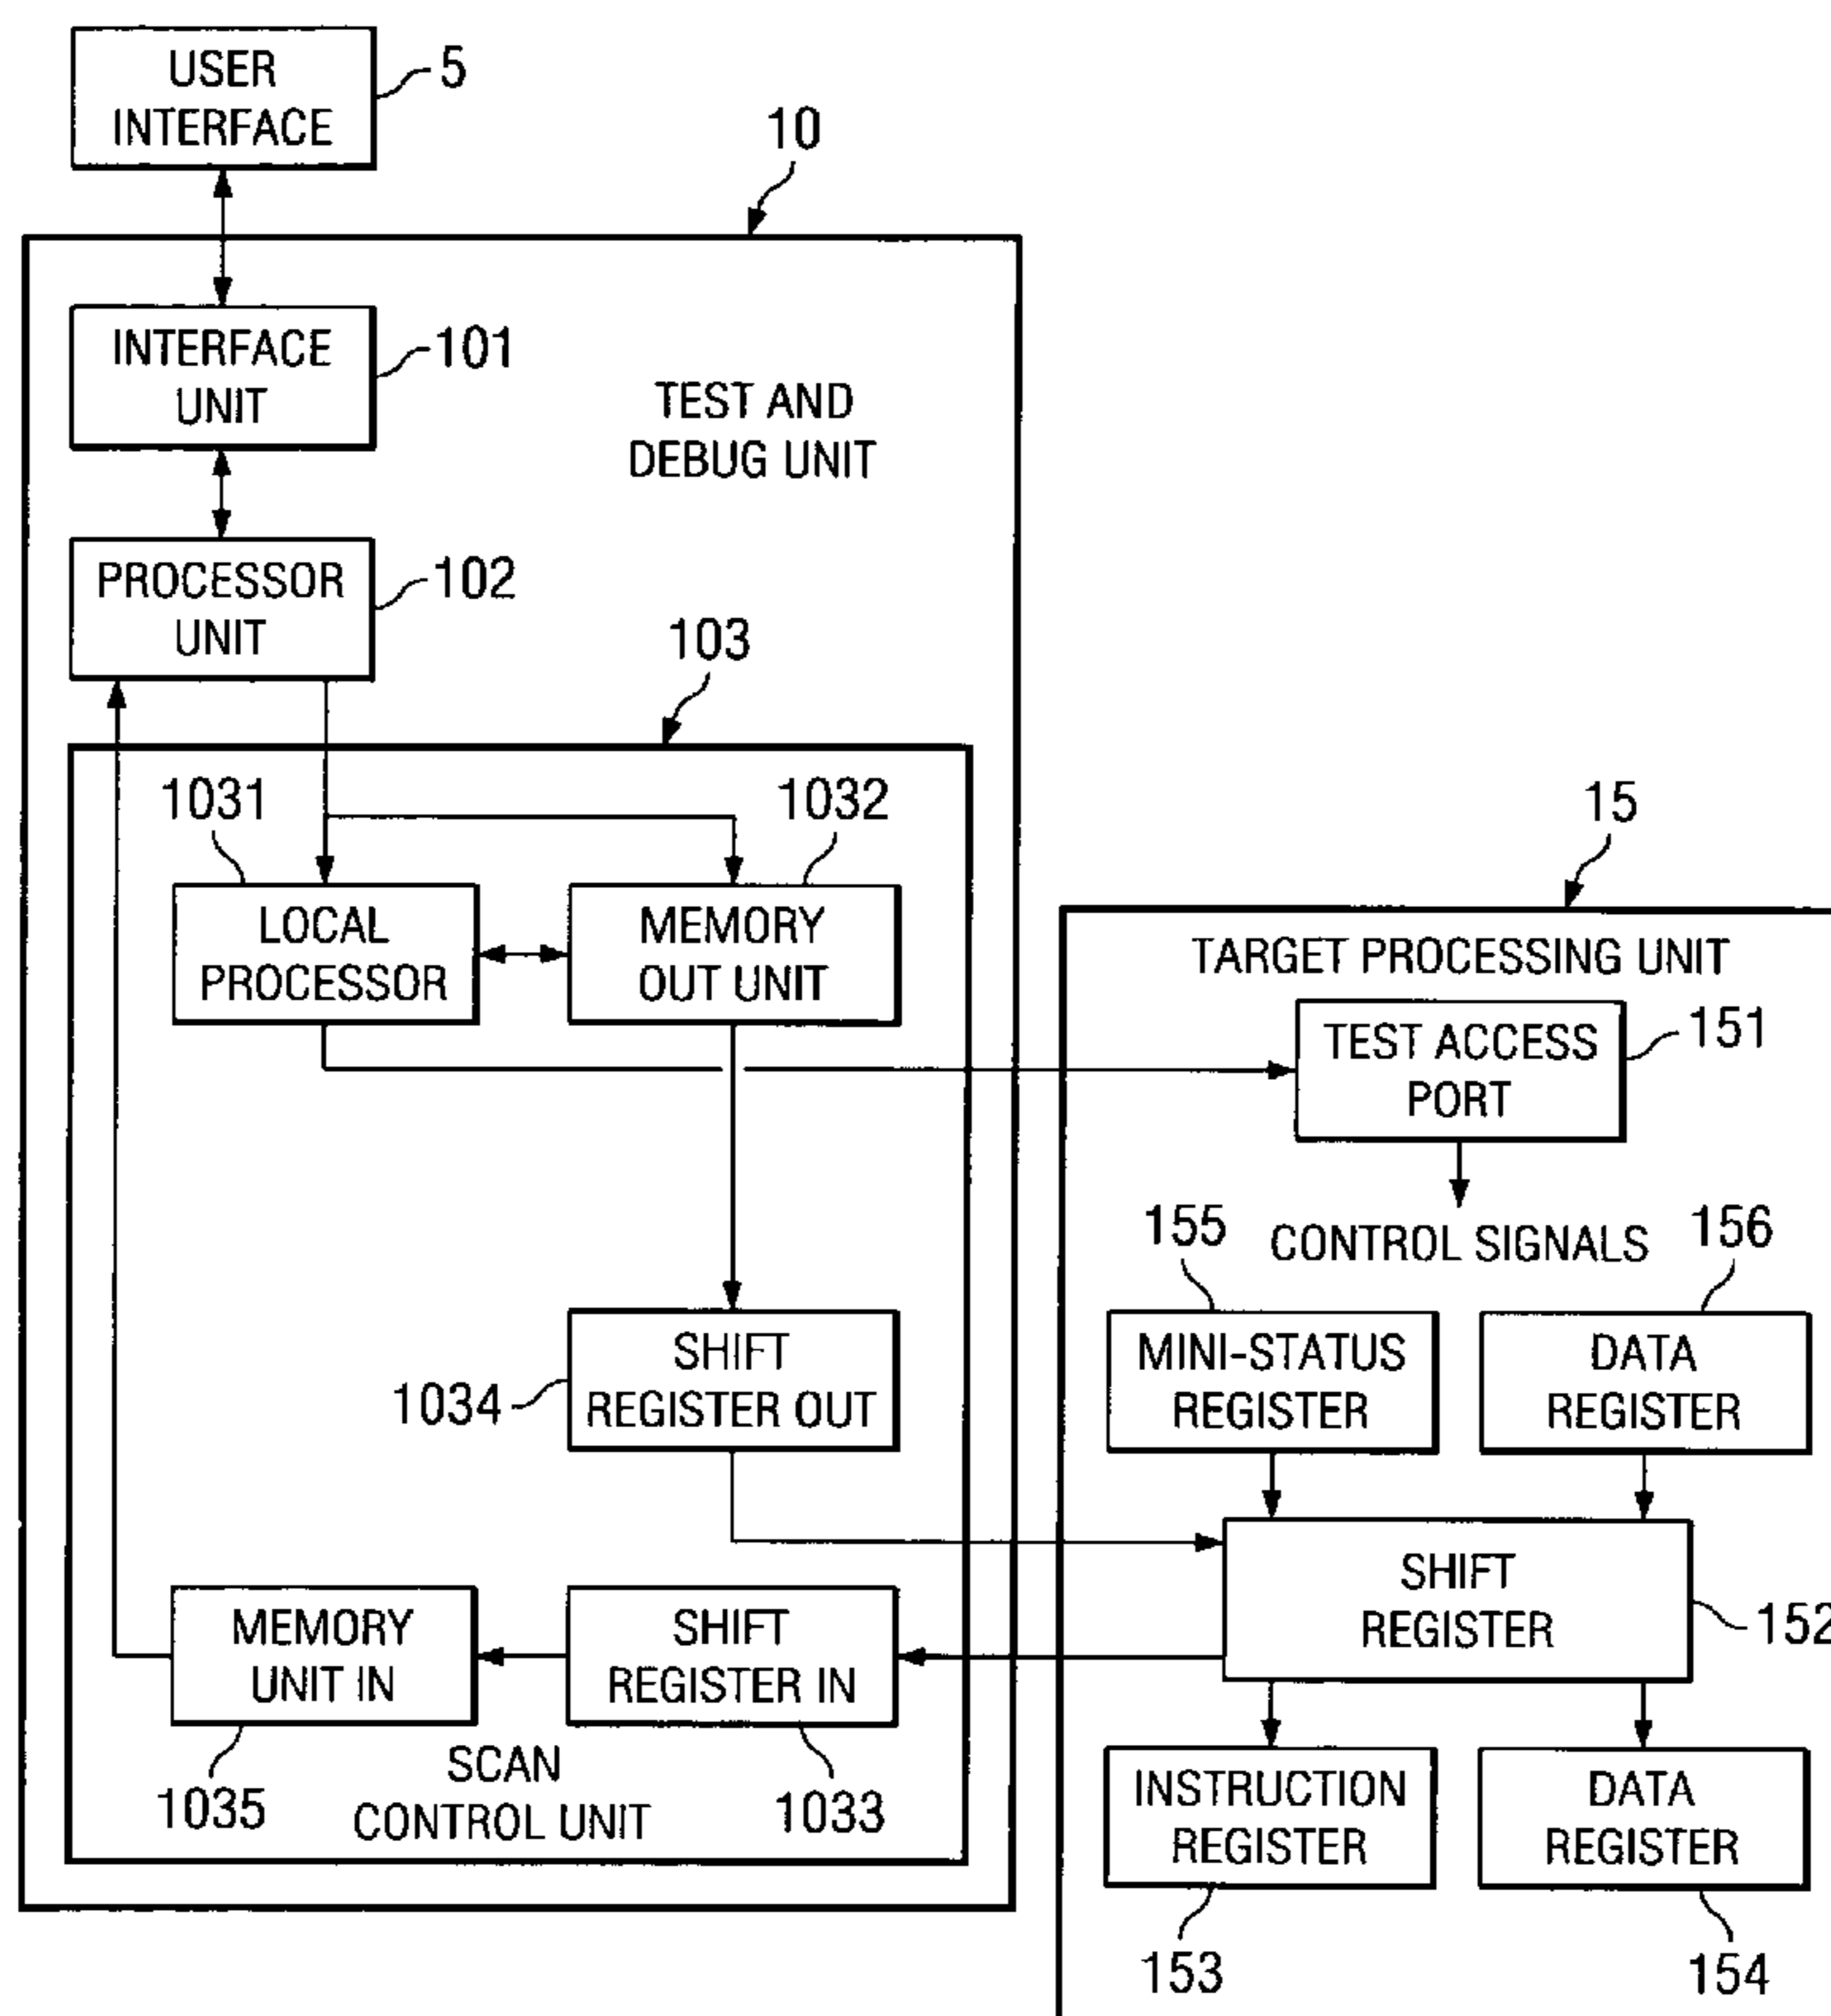 USER
INTERFACE
5
10
INTERFACE
UNIT
101
TEST AND
DEBUG UNIT
PROCESSOR
UNIT
102
103
1031
1032
LOCAL
PROCESSOR
MEMORY
OUT UNIT
15
TARGET PROCESSING UNIT
TEST ACCESS
PORT
151
CONTROL SIGNALS
155
156
MINI-STATUS
REGISTER
DATA
REGISTER
SHIFT
REGISTER OUT
1034
SHIFT
REGISTER
152
MEMORY
UNIT IN
SHIFT
REGISTER IN
1035
1033
SCAN
CONTROL UNIT
INSTRUCTION
REGISTER
DATA
REGISTER
153
154